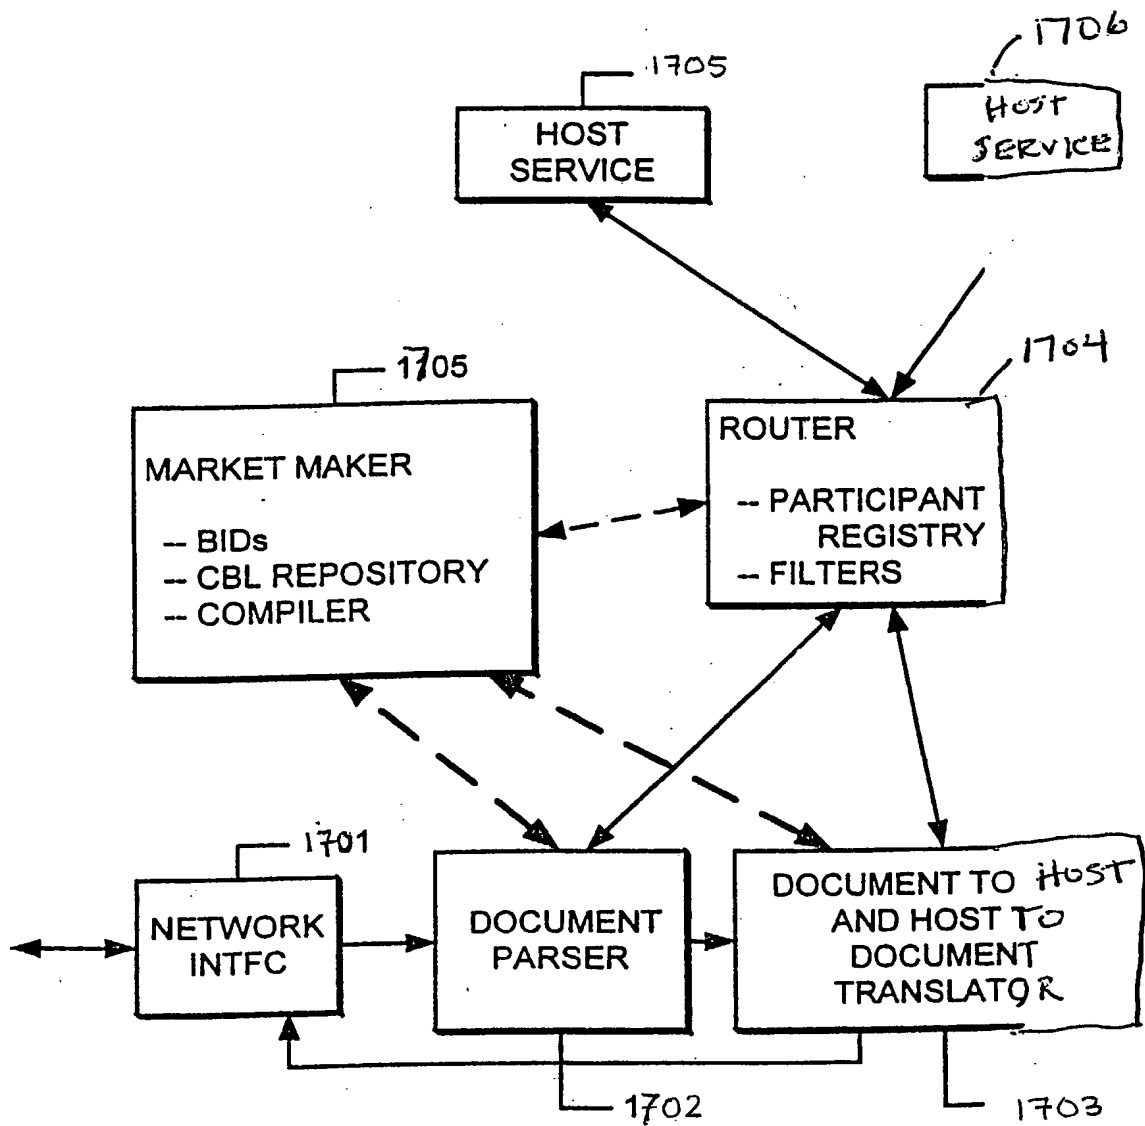 1706
1705
HOST
SERVICE
HOST
SERVICE
1704
1705
MARKET MAKER
-- BIDs
-- CBL REPOSITORY
-- COMPILER
ROUTER
-- PARTICIPANT
REGISTRY
-- FILTERS
1701
NETWORK
INTFC
DOCUMENT
PARSER
DOCUMENT TO HOST
AND HOST TO
DOCUMENT
TRANSLATOR
1702
1703